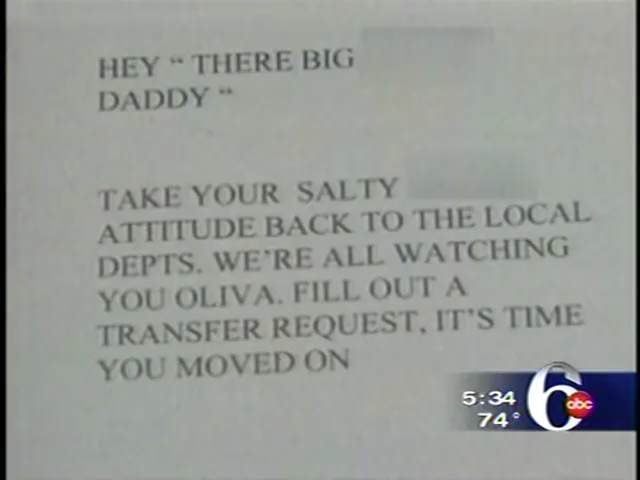 HEY “ THERE BIG
DADDY “
TAKE YOUR SALTY
ATTITUDE BACK TO THE LOCAL
DEPTS. WE'RE ALL WATCHING
YOU OLIVA. FILL OUT A
TRANSFER REQUEST, IT'S TIME
YOU MOVED ON
5:34
74°
6
abc